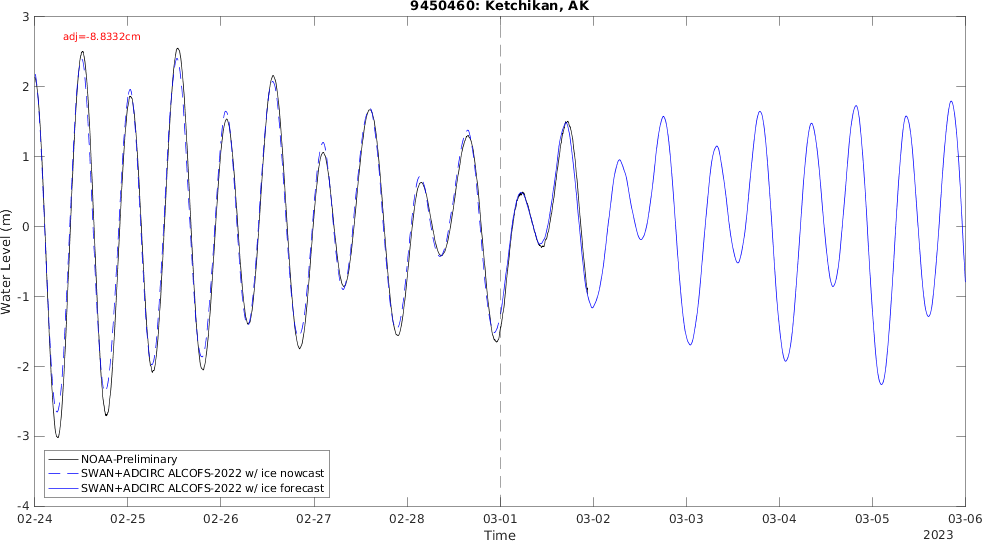 9450460: Ketchikan, AK
adj=-8.8332cm
3
2
1
0
-1
-2
-3
-4
Water Level (m)
NOAA-Preliminary
SWAN+ADCIRC ALCOFS-2022 w/ ice nowcast
SWAN+ADCIRC ALCOFS-2022 w/ ice forecast
02-24 02-25 02-26 02-27 02-28 03-01 03-02 03-03 03-04 03-05 03-06
Time
2023